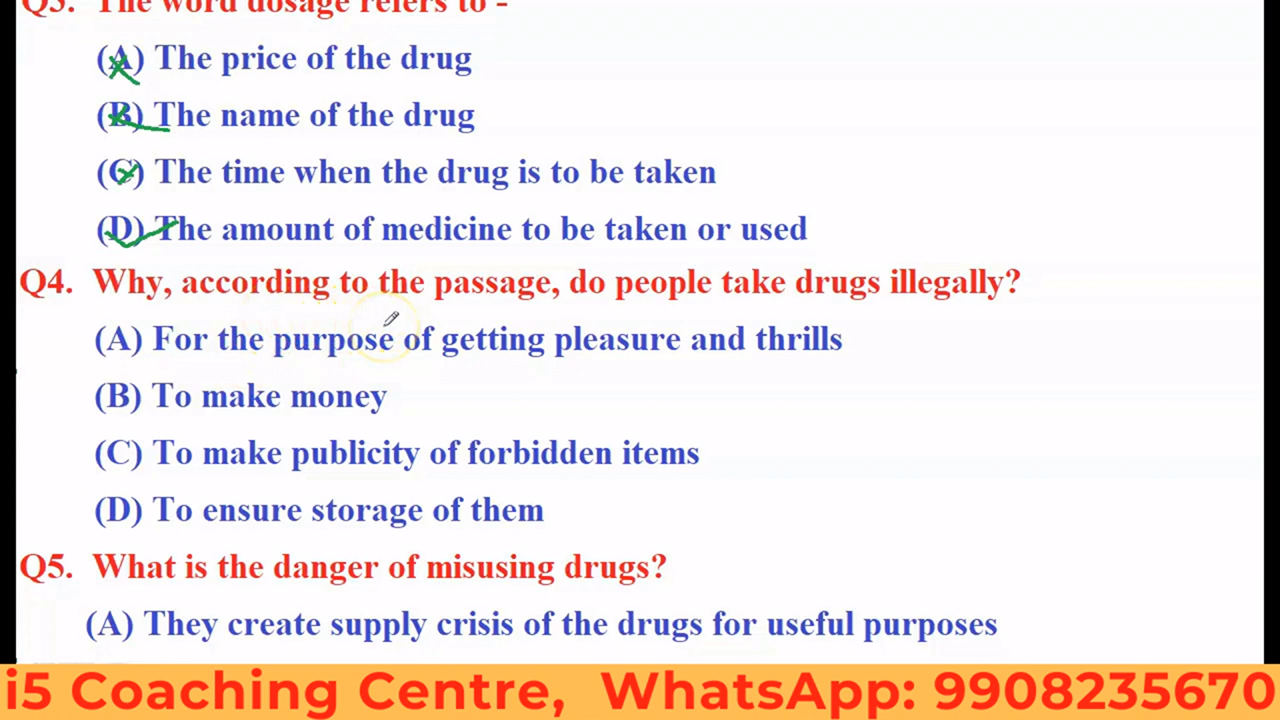 Q3. The word dosage refers to -
(A) The price of the drug
(B) The name of the drug
(C) The time when the drug is to be taken
(D) The amount of medicine to be taken or used
Q4. Why, according to the passage, do people take drugs illegally?
(A) For the purpose of getting pleasure and thrills
(B) To make money
(C) To make publicity of forbidden items
(D) To ensure storage of them
Q5. What is the danger of misusing drugs?
(A) They create supply crisis of the drugs for useful purposes
i5 Coaching Centre, WhatsApp: 9908235670